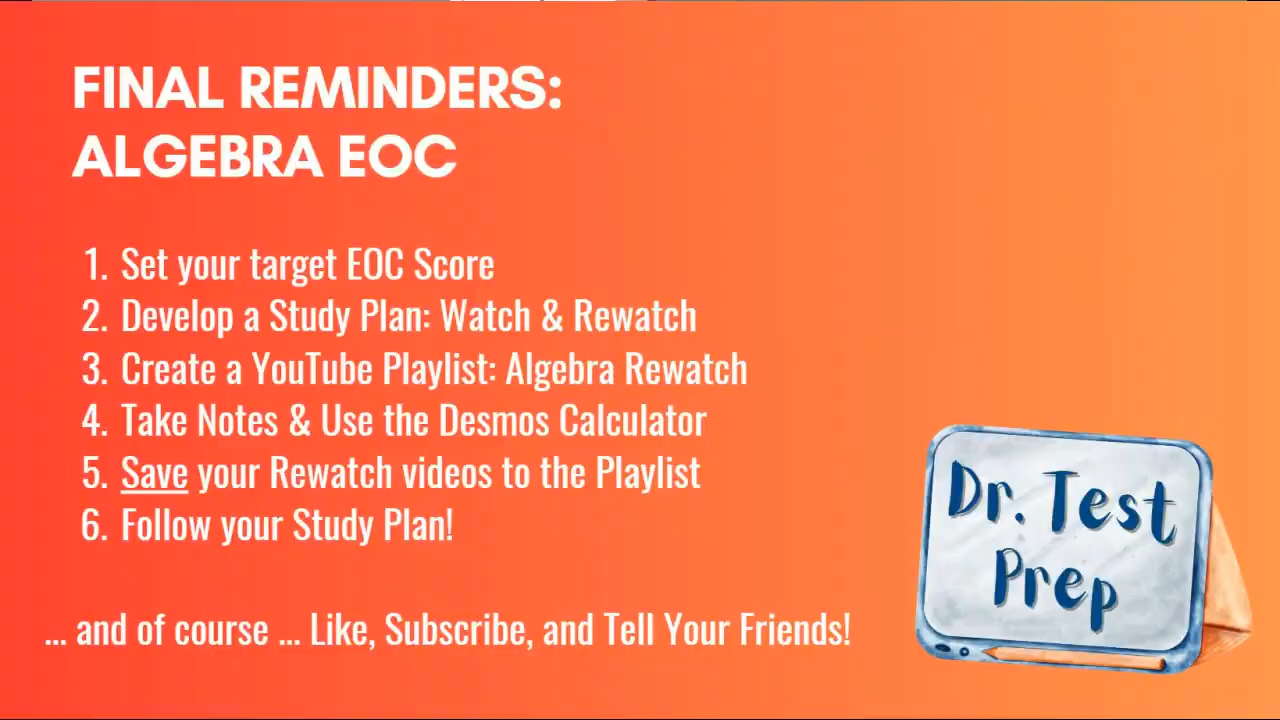 FINAL REMINDERS:
ALGEBRA EOC
1. Set your target EOC Score
2. Develop a Study Plan: Watch & Rewatch
3. Create a YouTube Playlist: Algebra Rewatch
4. Take Notes & Use the Desmos Calculator
5. Save your Rewatch videos to the Playlist
6. Follow your Study Plan!
... and of course ... Like, Subscribe, and Tell Your Friends!
Dr. Test
Prep